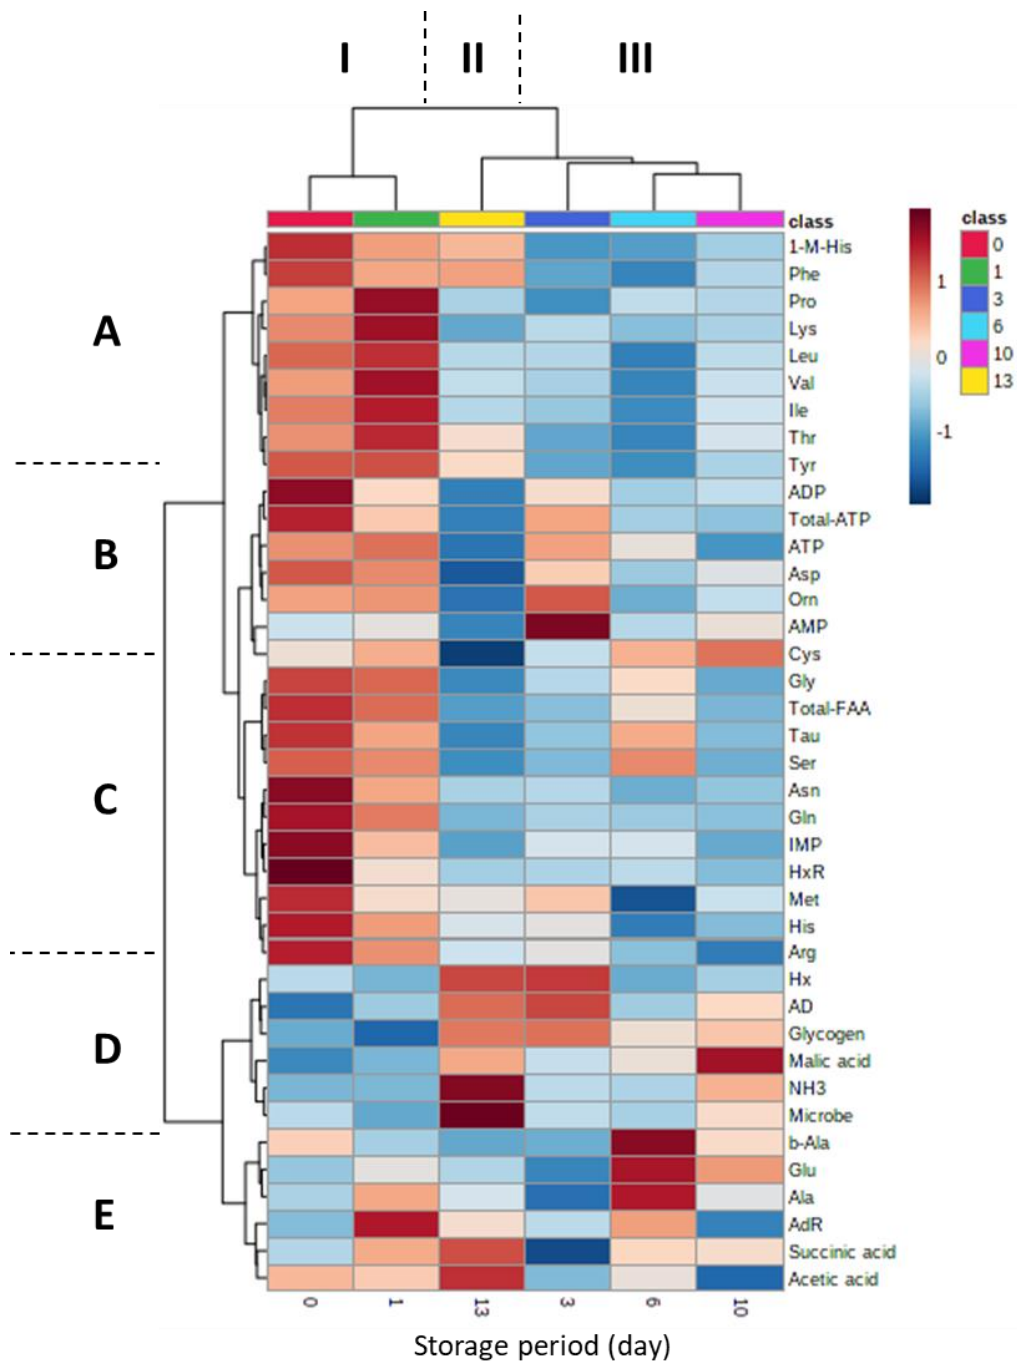 I II III
class
1-M-His
Phe
Pro
Lys
Leu
Val
Ile
Thr
Tyr
ADP
Total-ATP
ATP
Asp
Orn
AMP
Cys
Gly
Total-FAA
Tau
Ser
Asn
Gln
IMP
HxR
Met
His
Arg
Hx
AD
Glycogen
Malic acid
NH3
Microbe
b-Ala
Glu
Ala
AdR
Succinic acid
Acetic acid
A
B
C
D
E
1
0
-1
class
0
1
3
6
10
13
0 1 13 3 6 10
Storage period (day)